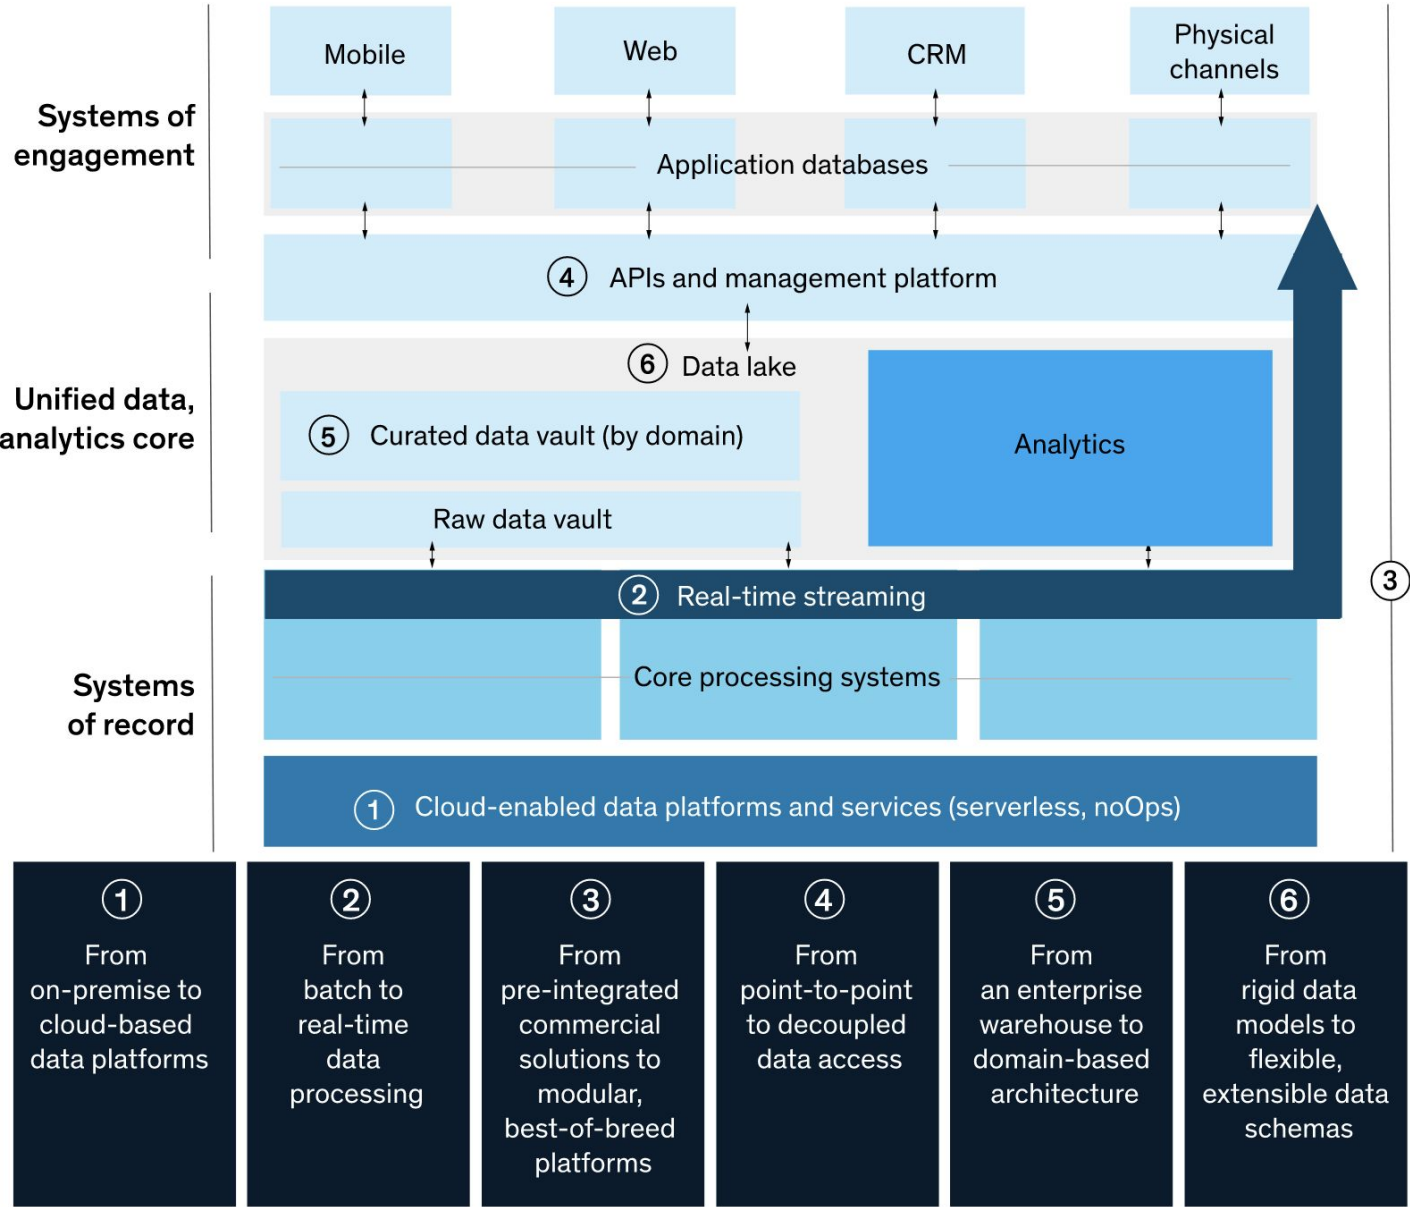 Systems of
engagement
Mobile
Web
CRM
Physical
channels
Application databases
4 APIs and management platform
Unified data,
analytics core
6 Data lake
5 Curated data vault (by domain)
Raw data vault
Analytics
3
2 Real-time streaming
Systems
of record
Core processing systems
1 Cloud-enabled data platforms and services (serverless, noOps)
1
From
on-premise to
cloud-based
data platforms
2
From
batch to
real-time
data
processing
3
From
pre-integrated
commercial
solutions to
modular,
best-of-breed
platforms
4
From
point-to-point
to decoupled
data access
5
From
an enterprise
warehouse to
domain-based
architecture
6
From
rigid data
models to
flexible,
extensible data
schemas